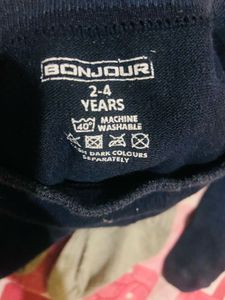 BONJOUR
2-4
YEARS
40° MACHINE
WASHABLE
DARK COLOURS
SEPARATELY